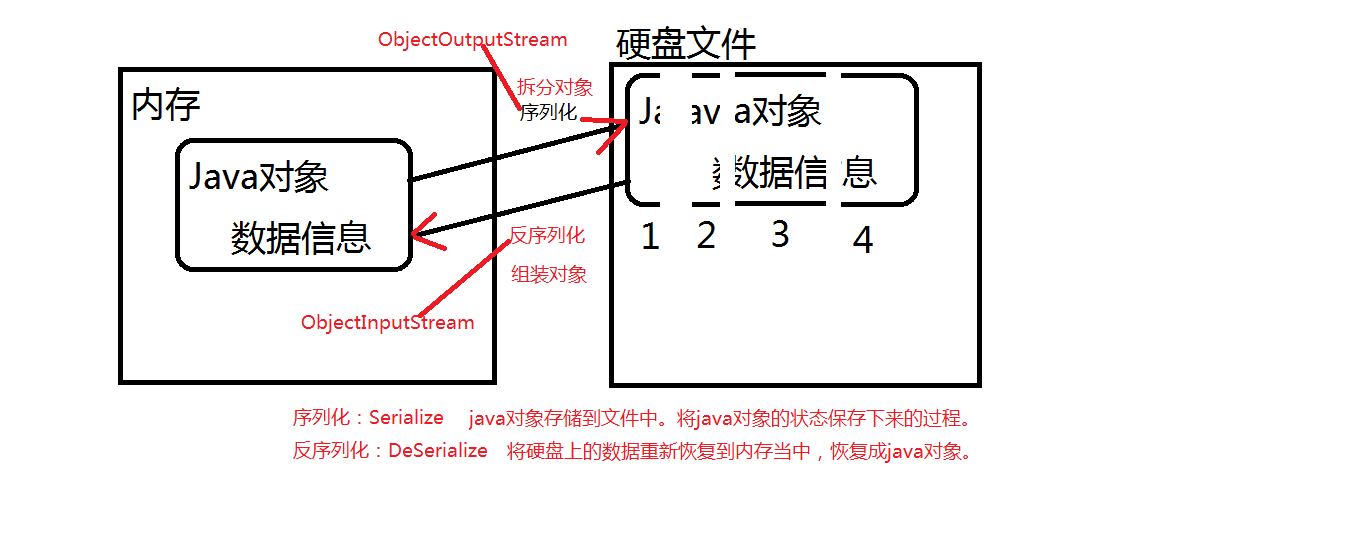 ObjectOutputStream
硬盘文件
内存
拆分对象
序列化
Java对象
数据信息
Java对象
数据信息
1 2 3 4
反序列化
组装对象
ObjectInputStream
序列化：Serialize java对象存储到文件中。将java对象的状态保存下来的过程。
反序列化：DeSerialize 将硬盘上的数据重新恢复到内存当中，恢复成java对象。